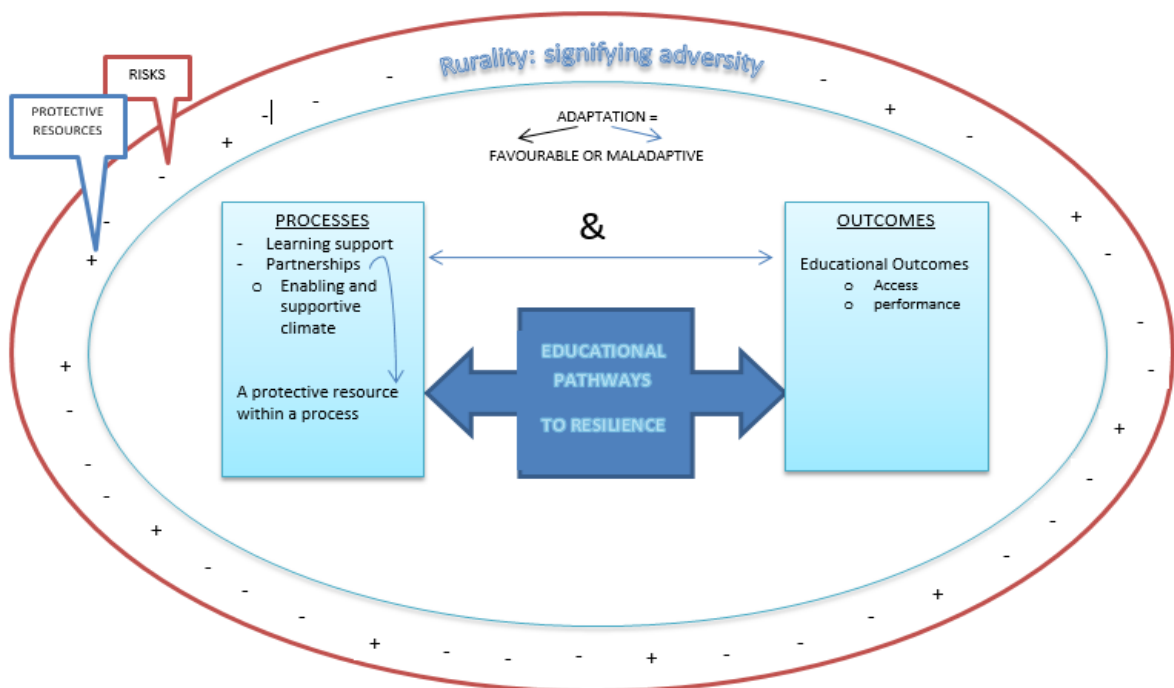 Rurality: signifying adversity
RISKS
PROTECTIVE
RESOURCES
ADAPTATION =
FAVOURABLE OR MALADAPTIVE
PROCESSES
- Learning support
- Partnerships
o Enabling and
supportive
climate
A protective resource
within a process
&
OUTCOMES
Educational Outcomes
o Access
o performance
EDUCATIONAL
PATHWAYS
TO RESILIENCE